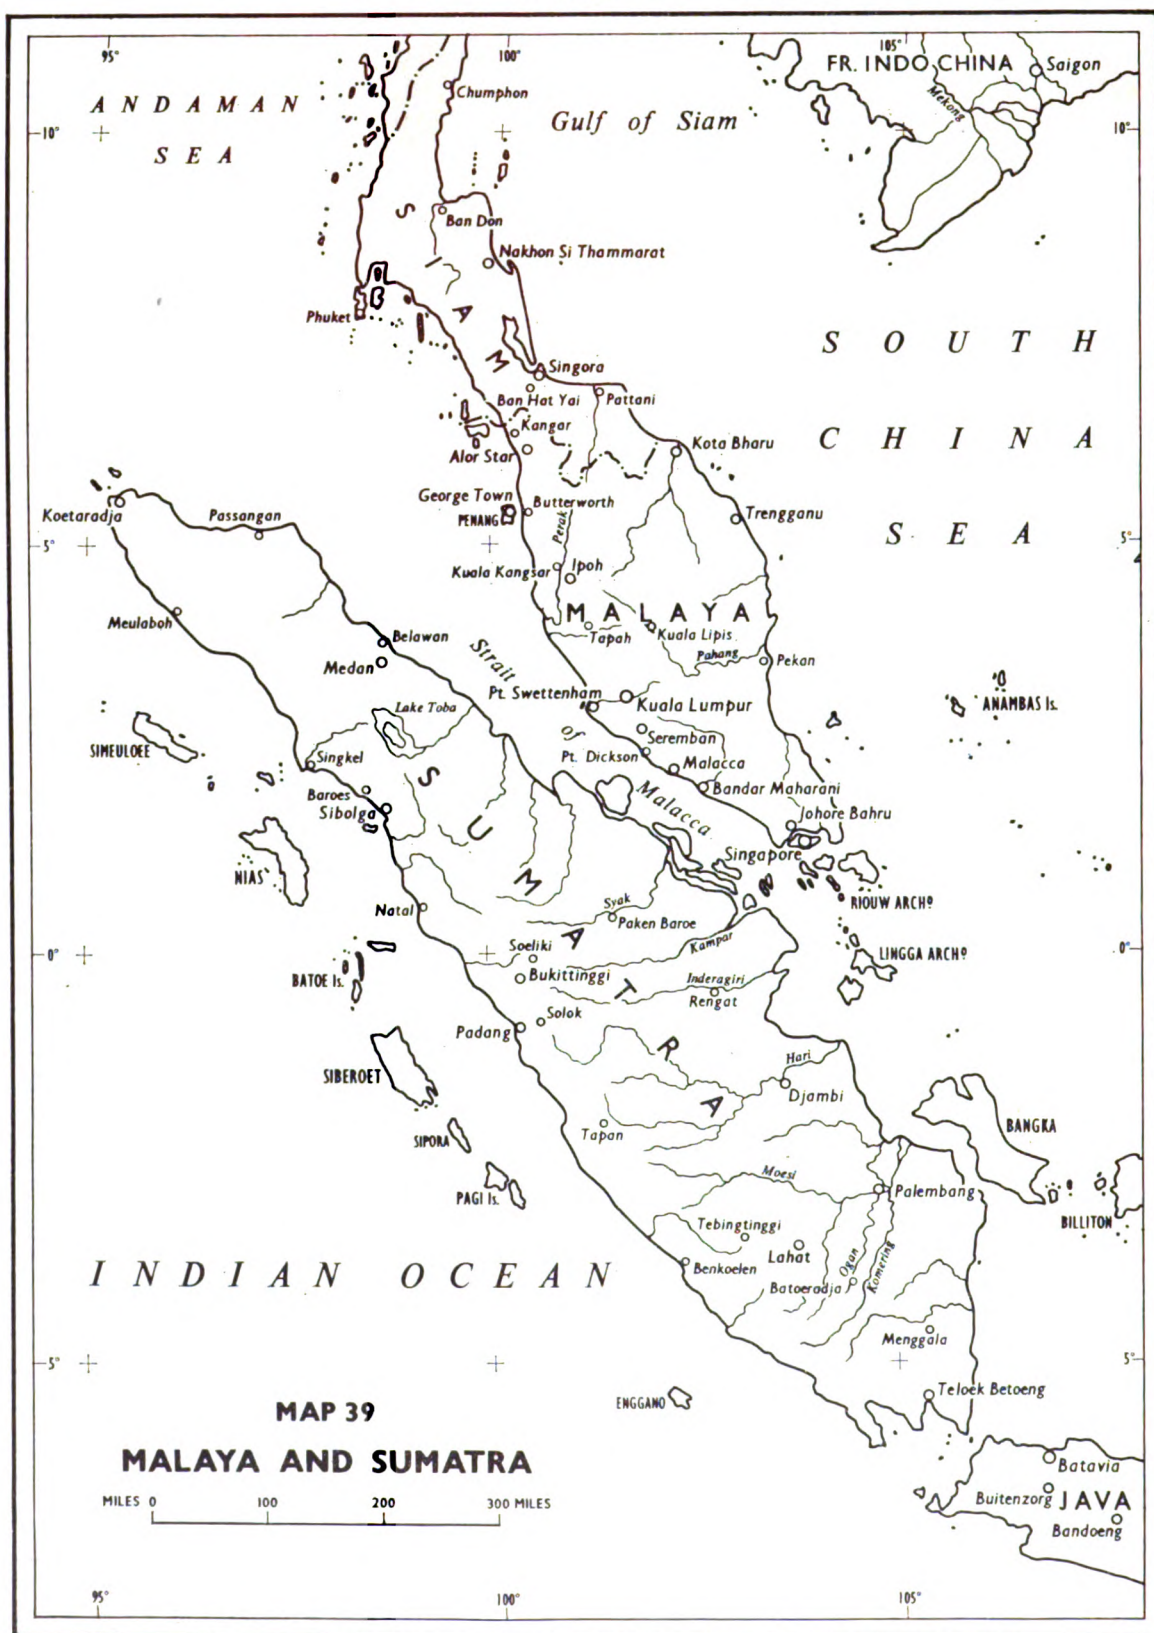 95°
100°
105°
FR. INDO CHINA
Saigon
Mekong
ANDAMAN
SEA
Chumphon
Gulf of Siam
10°
10°
SIAM
Ban Don
Nakhon Si Thammarat
Phuket
SOUTH
CHINA
SEA
Singora
Ban Hat Yai
Pattani
Kangar
Alor Star
Kota Bharu
George Town
PENANG
Butterworth
Trengganu
Perak
Koetaradja
Passangan
5°
5°
Kuala Kangsar
Ipoh
MALAYA
Meulaboh
Tapah
Kuala Lipis
Pahang
Pekan
Belawan
Medan
Strait
of
Malacca
Pt. Swettenham
Kuala Lumpur
ANAMBAS Is.
Lake Toba
SIMEULOEE
Seremban
Pt. Dickson
Malacca
Singkel
Bandar Maharani
Baroes
Sibolga
Johore Bahru
Singapore
SUMATRA
NIAS
RIOUW ARCHº
Natal
Syak
Paken Baroe
Kampar
Soeliki
Bukittinggi
LINGGA ARCHº
0°
0°
BATOE Is.
Inderagiri
Rengat
Padang
Solok
SIBEROET
Hari
Djambi
SIPORA
Tapan
BANGKA
PAGI Is.
Moesi
Palembang
BILLITON
Tebingtinggi
Lahat
Benkoelen
Ogan
Komering
Batoeradja
INDIAN OCEAN
Menggala
5°
5°
ENGGANO
Teloek Betoeng
MAP 39
MALAYA AND SUMATRA
MILES 0 100 200 300 MILES
Batavia
Buitenzorg
JAVA
Bandoeng
95°
100°
105°